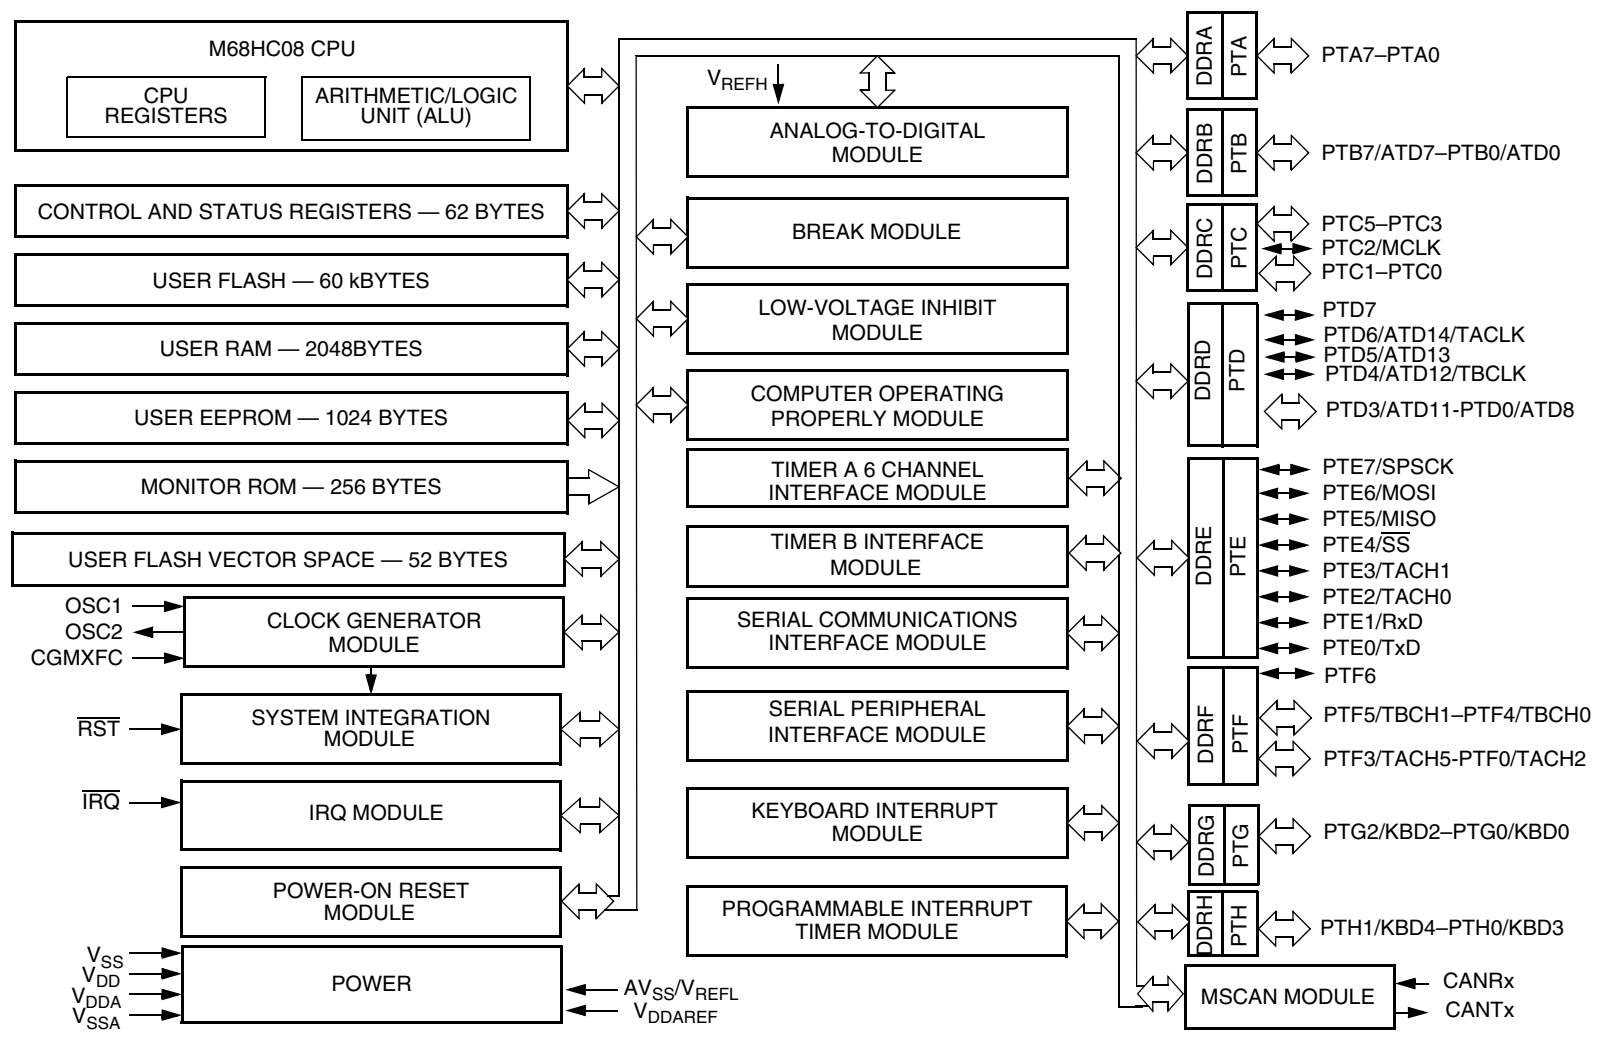 M68HC08 CPU
CPU
REGISTERS
ARITHMETIC/LOGIC
UNIT (ALU)
CONTROL AND STATUS REGISTERS — 62 BYTES
USER FLASH — 60 kBYTES
USER RAM — 2048BYTES
USER EEPROM — 1024 BYTES
MONITOR ROM — 256 BYTES
USER FLASH VECTOR SPACE — 52 BYTES
OSC1
OSC2
CGMXFC
CLOCK GENERATOR
MODULE
RST
SYSTEM INTEGRATION
MODULE
IRQ
IRQ MODULE
POWER-ON RESET
MODULE
VSS
VDD
VDDA
VSSA
POWER
AVSS/VREFL
VDDAREF
VREFH
ANALOG-TO-DIGITAL
MODULE
BREAK MODULE
LOW-VOLTAGE INHIBIT
MODULE
COMPUTER OPERATING
PROPERLY MODULE
TIMER A 6 CHANNEL
INTERFACE MODULE
TIMER B INTERFACE
MODULE
SERIAL COMMUNICATIONS
INTERFACE MODULE
SERIAL PERIPHERAL
INTERFACE MODULE
KEYBOARD INTERRUPT
MODULE
PROGRAMMABLE INTERRUPT
TIMER MODULE
DDRA
PTA
PTA7–PTA0
DDRB
PTB
PTB7/ATD7–PTB0/ATD0
DDRC
PTC
PTC5–PTC3
PTC2/MCLK
PTC1–PTC0
DDRD
PTD
PTD7
PTD6/ATD14/TACLK
PTD5/ATD13
PTD4/ATD12/TBCLK
PTD3/ATD11-PTD0/ATD8
DDRE
PTE
PTE7/SPSCK
PTE6/MOSI
PTE5/MISO
PTE4/SS
PTE3/TACH1
PTE2/TACH0
PTE1/RxD
PTE0/TxD
DDRF
PTF
PTF6
PTF5/TBCH1–PTF4/TBCH0
PTF3/TACH5-PTF0/TACH2
DDRG
PTG
PTG2/KBD2–PTG0/KBD0
DDRH
PTH
PTH1/KBD4–PTH0/KBD3
MSCAN MODULE
CANRx
CANTx